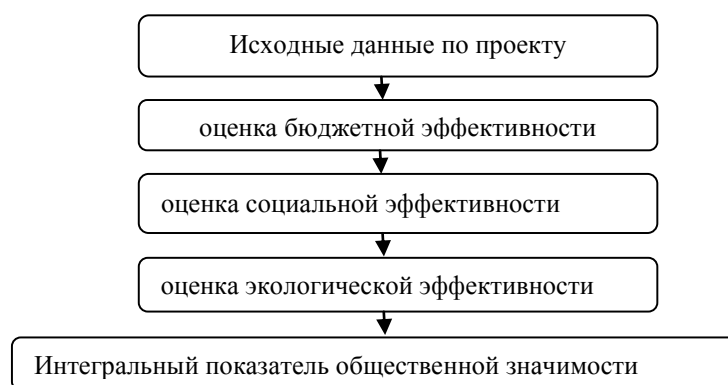 Исходные данные по проекту
оценка бюджетной эффективности
оценка социальной эффективности
оценка экологической эффективности
Интегральный показатель общественной значимости